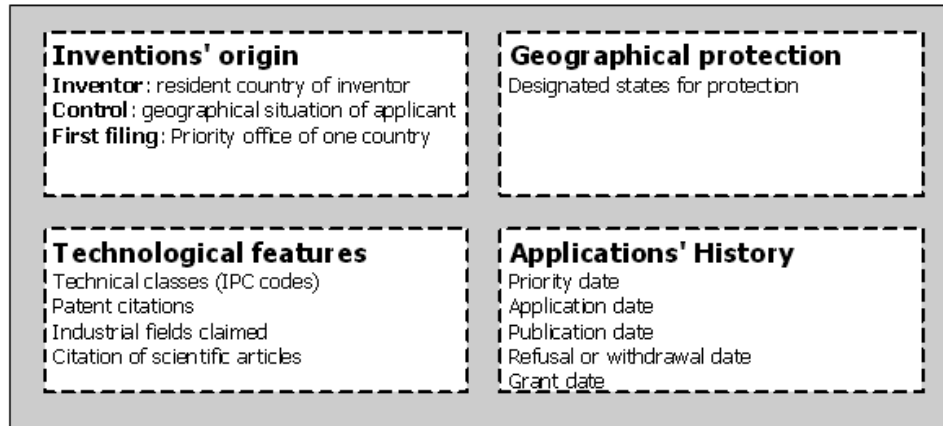 Inventions' origin
Inventor: resident country of inventor
Control: geographical situation of applicant
First filing: Priority office of one country
Geographical protection
Designated states for protection
Technological features
Technical classes (IPC codes)
Patent citations
Industrial fields claimed
Citation of scientific articles
Applications' History
Priority date
Application date
Publication date
Refusal or withdrawal date
Grant date